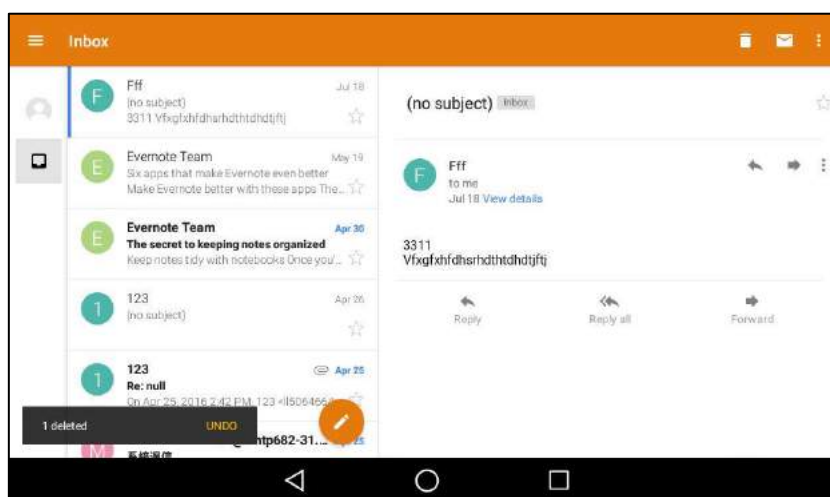 Inbox
F
Fff
Jul 18
(no subject)
3311 Vfxgfxhfdhsrhdthtdhdtjftj
E
Evernote Team
May 19
Six apps that make Evernote even better
Make Evernote better with these apps The...
E
Evernote Team
Apr 30
The secret to keeping notes organized
Keep notes tidy with notebooks Once you'...
1
123
Apr 26
(no subject)
1
123
Apr 25
Re: null
On Apr 25, 2016 2:42 PM, 123
M
系统退信
1 deleted
UNDO
(no subject) Inbox
F
Fff
to me
Jul 18 View details
3311
Vfxgfxhfdhsrhdthtdhdtjftj
Reply
Reply all
Forward